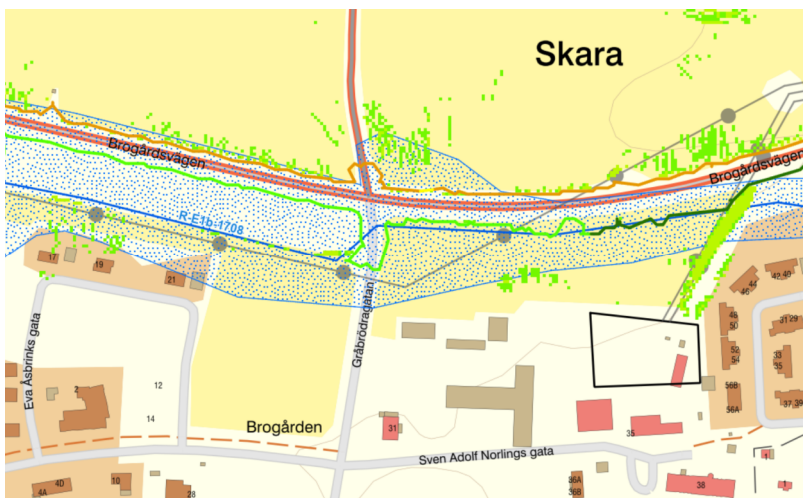 Skara
Brogårdsvägen
Brogårdsvägen
R-E1b:1708
17
19
21
Gråbrödragatan
42
40
44
46
48
50
31
29
52
54
33
35
Eva Åsbrinks gata
2
12
14
56B
56A
37
39
Brogården
31
35
Sven Adolf Norlings gata
1
4D
4A
10
28
36A
36B
38
1